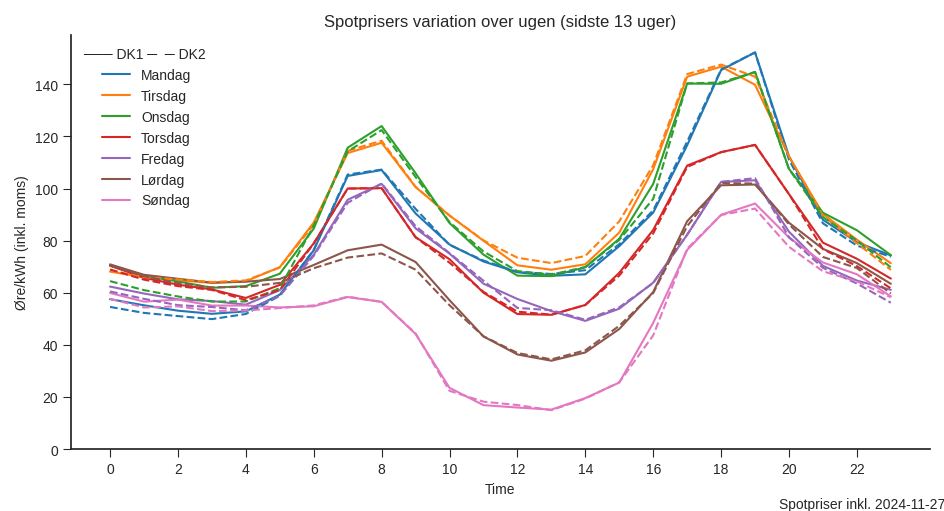 Spotprisers variation over ugen (sidste 13 uger)
DK1 DK2
Mandag
Tirsdag
Onsdag
Torsdag
Fredag
Lørdag
Søndag
Øre/kWh (inkl. moms)
140
120
100
80
60
40
20
0
0 2 4 6 8 10 12 14 16 18 20 22
Time
Spotpriser inkl. 2024-11-27